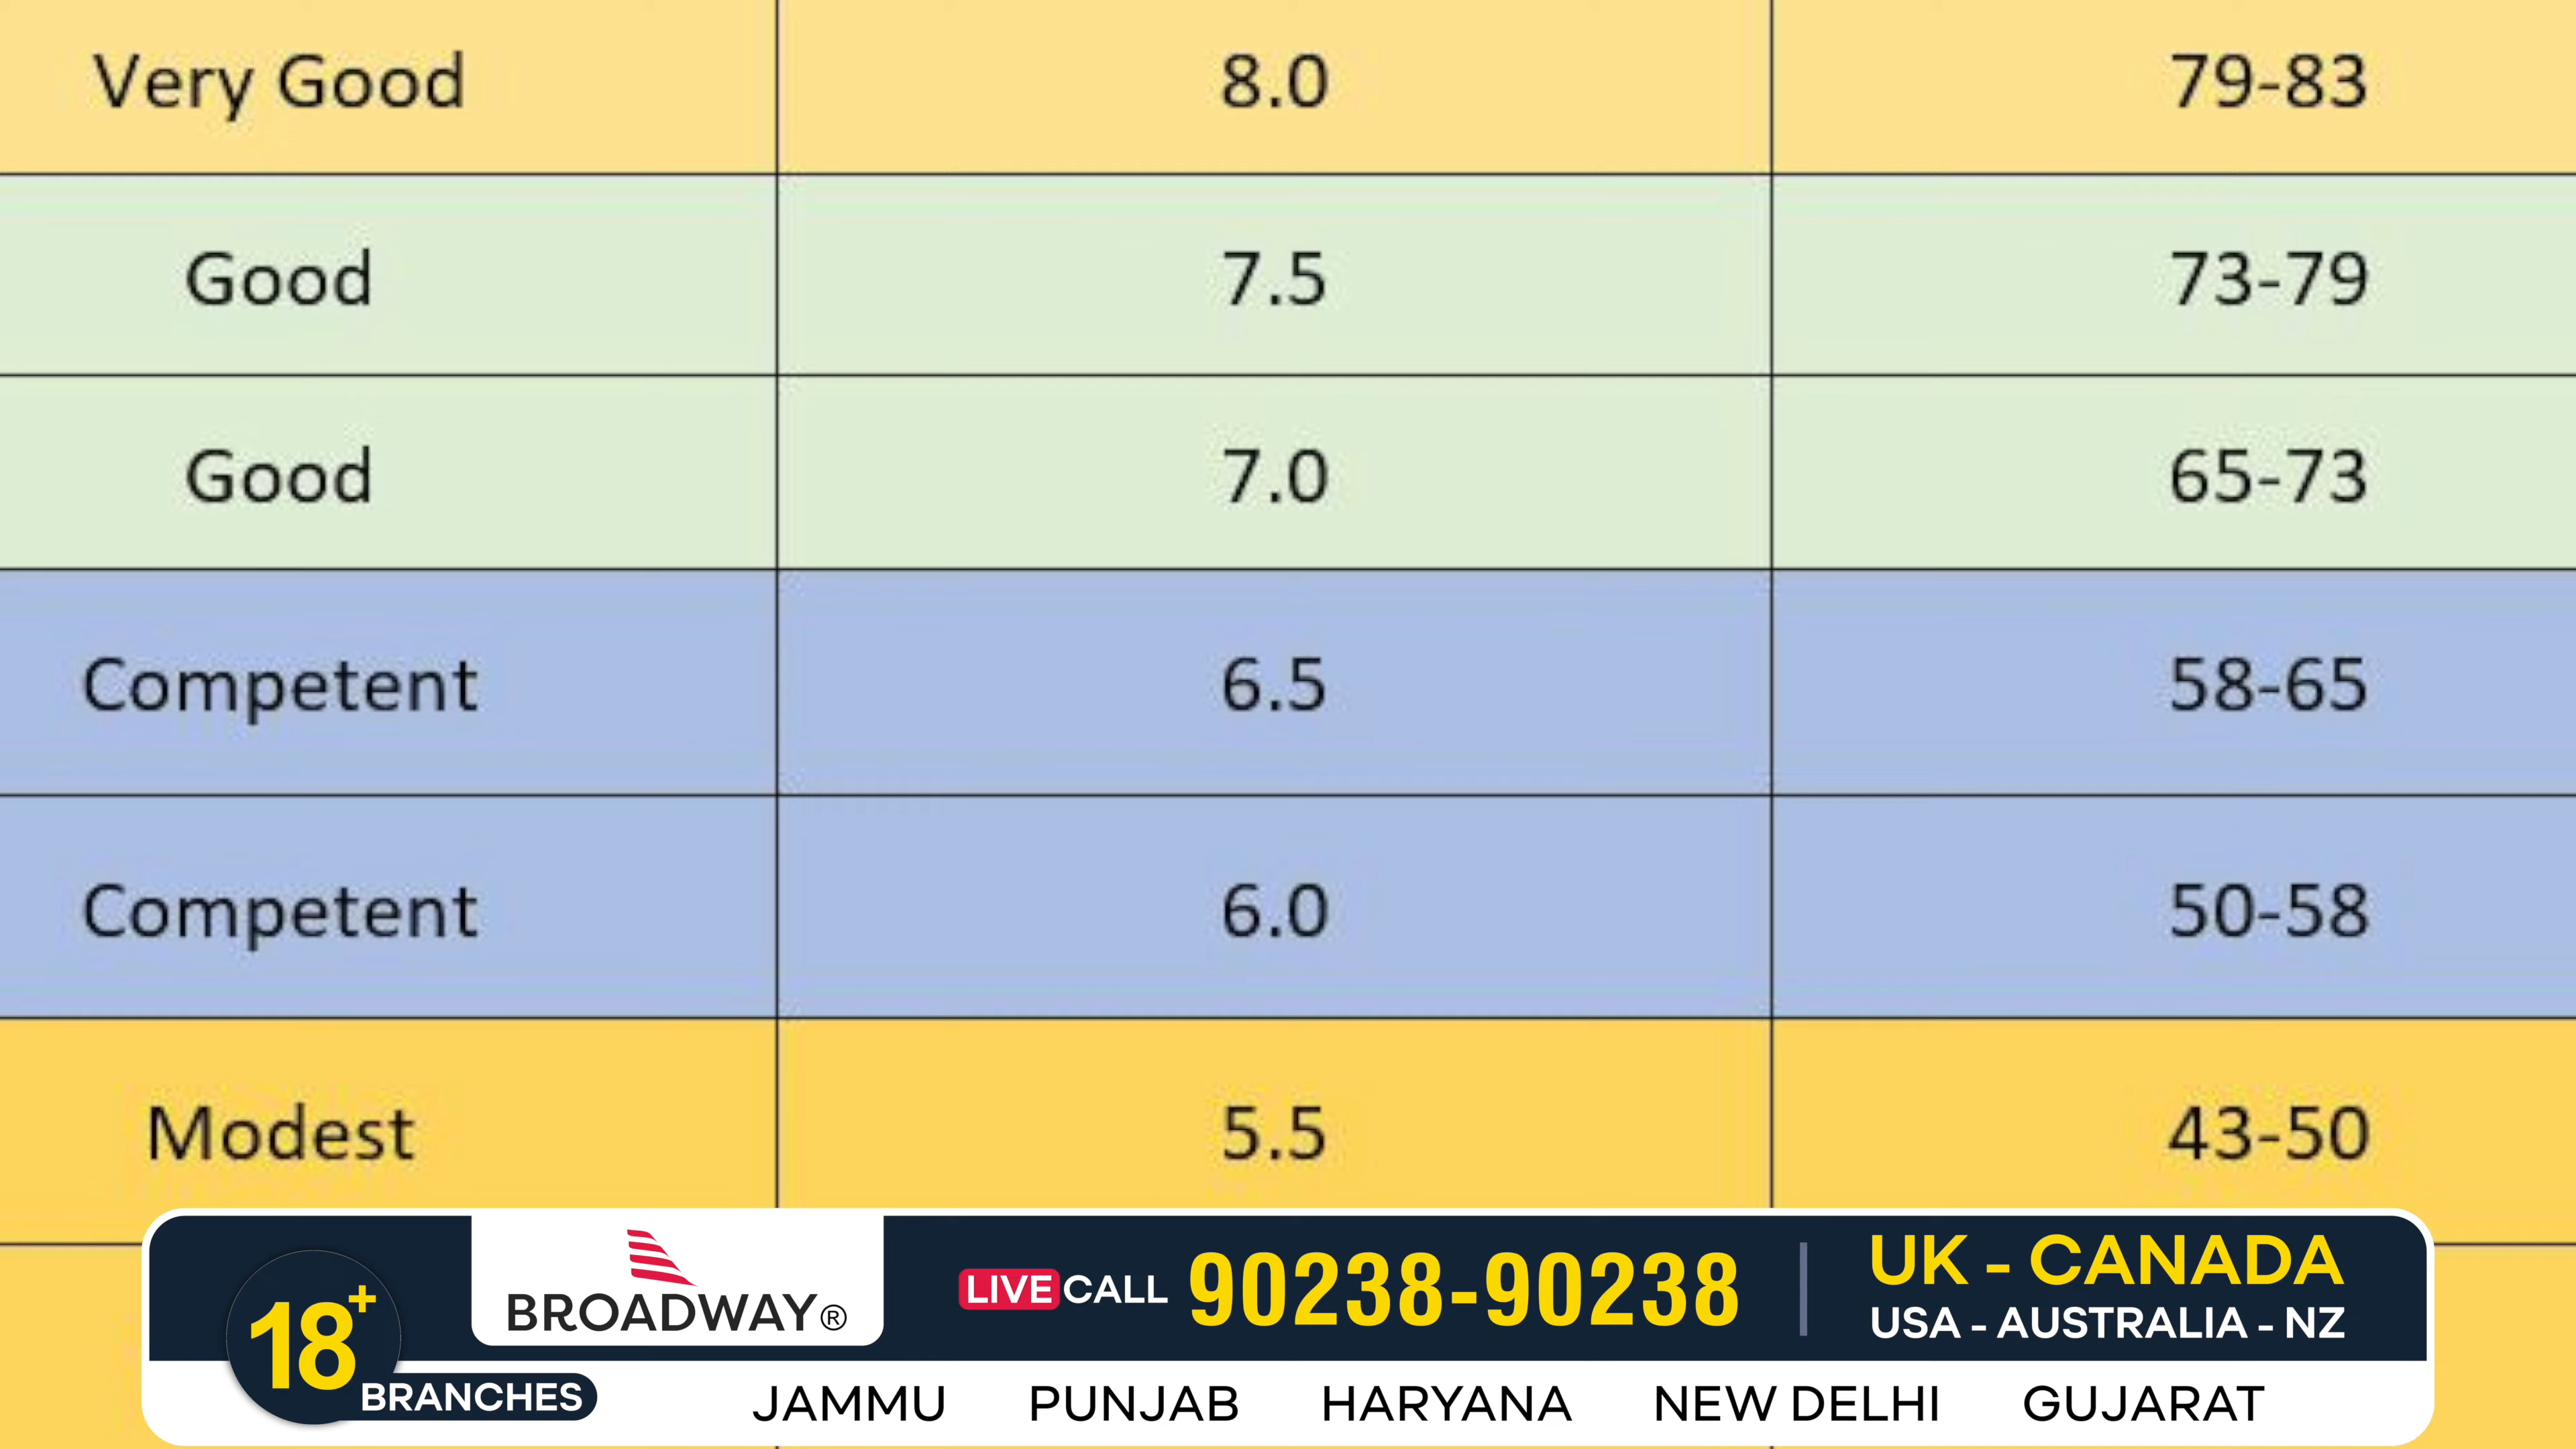 Very Good 8.0 79-83
Good 7.5 73-79
Good 7.0 65-73
Competent 6.5 58-65
Competent 6.0 50-58
Modest 5.5 43-50
18+ BRANCHES
BROADWAY®
LIVE CALL 90238-90238
UK - CANADA
USA - AUSTRALIA - NZ
JAMMU PUNJAB HARYANA NEW DELHI GUJARAT